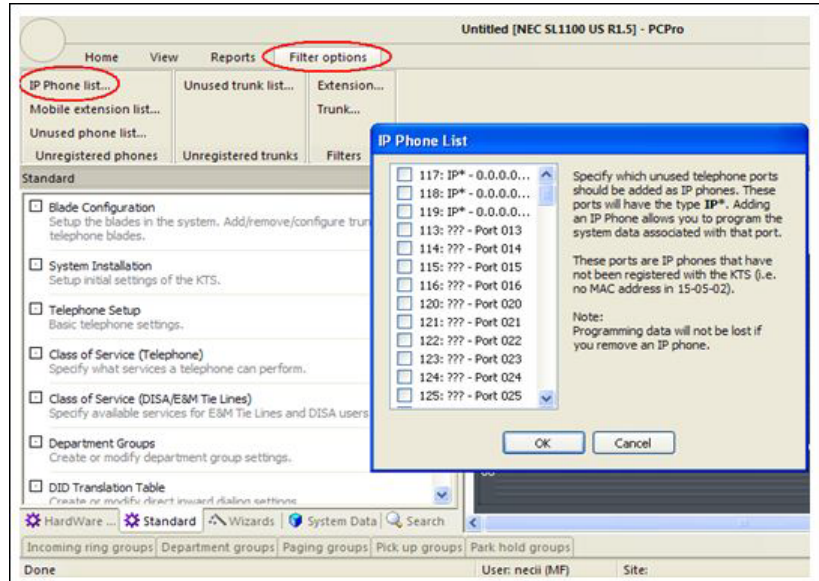 Untitled [NEC SL1100 US R1.5] - PCPro
Home View Reports Filter options
IP Phone list... Unused trunk list... Extension...
Mobile extension list... Trunk...
Unused phone list...
Unregistered phones Unregistered trunks Filters
Standard
Blade Configuration
Setup the blades in the system. Add/remove/configure trun
telephone blades.
System Installation
Setup initial settings of the KTS.
Telephone Setup
Basic telephone settings.
Class of Service (Telephone)
Specify what services a telephone can perform.
Class of Service (DISA/E&M Tie Lines)
Specify available services for E&M Tie Lines and DISA users
Department Groups
Create or modify department group settings.
DID Translation Table
Create or modify direct inward dialing settings
IP Phone List
117: IP* - 0.0.0.0...
118: IP* - 0.0.0.0...
119: IP* - 0.0.0.0...
113: ??? - Port 013
114: ??? - Port 014
115: ??? - Port 015
116: ??? - Port 016
120: ??? - Port 020
121: ??? - Port 021
122: ??? - Port 022
123: ??? - Port 023
124: ??? - Port 024
125: ??? - Port 025
Specify which unused telephone ports
should be added as IP phones. These
ports will have the type IP*. Adding
an IP Phone allows you to program the
system data associated with that port.
These ports are IP phones that have
not been registered with the KTS (i.e.
no MAC address in 15-05-02).
Note:
Programming data will not be lost if
you remove an IP phone.
OK Cancel
HardWare ... Standard Wizards System Data Search
Incoming ring groups Department groups Paging groups Pick up groups Park hold groups
Done User: necii (MF) Site: